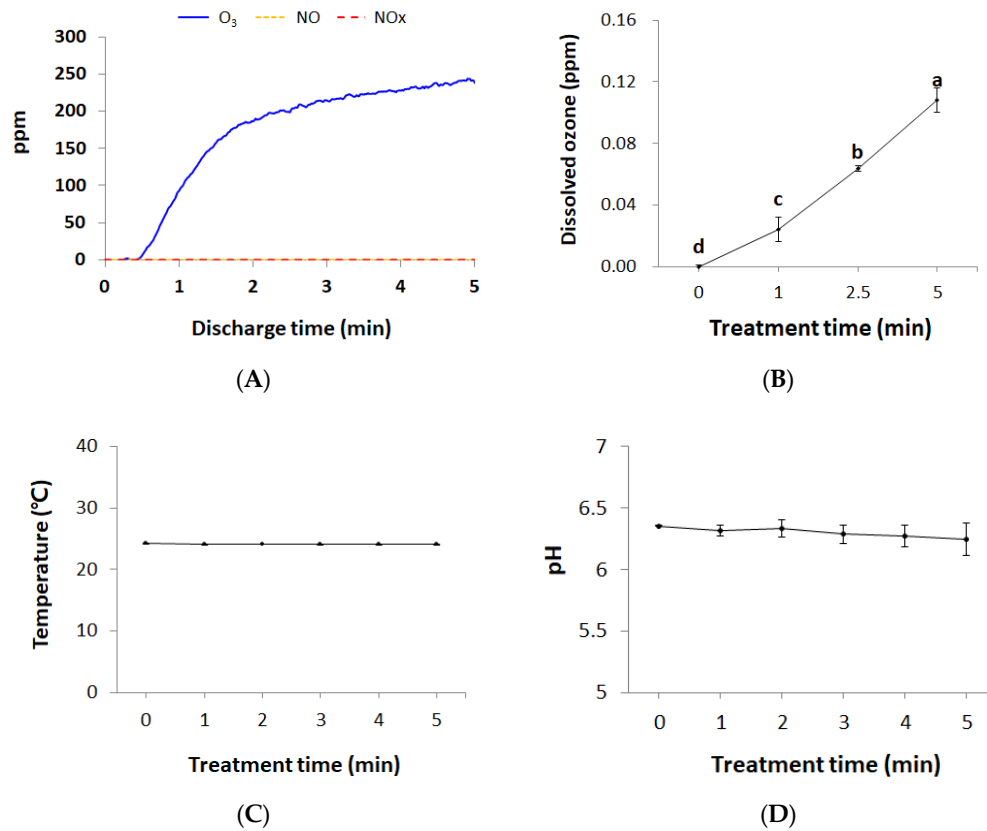 O3 NO NOx
300
250
200
150
100
50
0
ppm
0 1 2 3 4 5
Discharge time (min)
(A)
0.16
0.12
0.08
0.04
0.00
Dissolved ozone (ppm)
d
c
b
a
0 1 2.5 5
Treatment time (min)
(B)
40
30
20
10
0
Temperature (℃)
0 1 2 3 4 5
Treatment time (min)
(C)
7
6.5
6
5.5
5
pH
0 1 2 3 4 5
Treatment time (min)
(D)